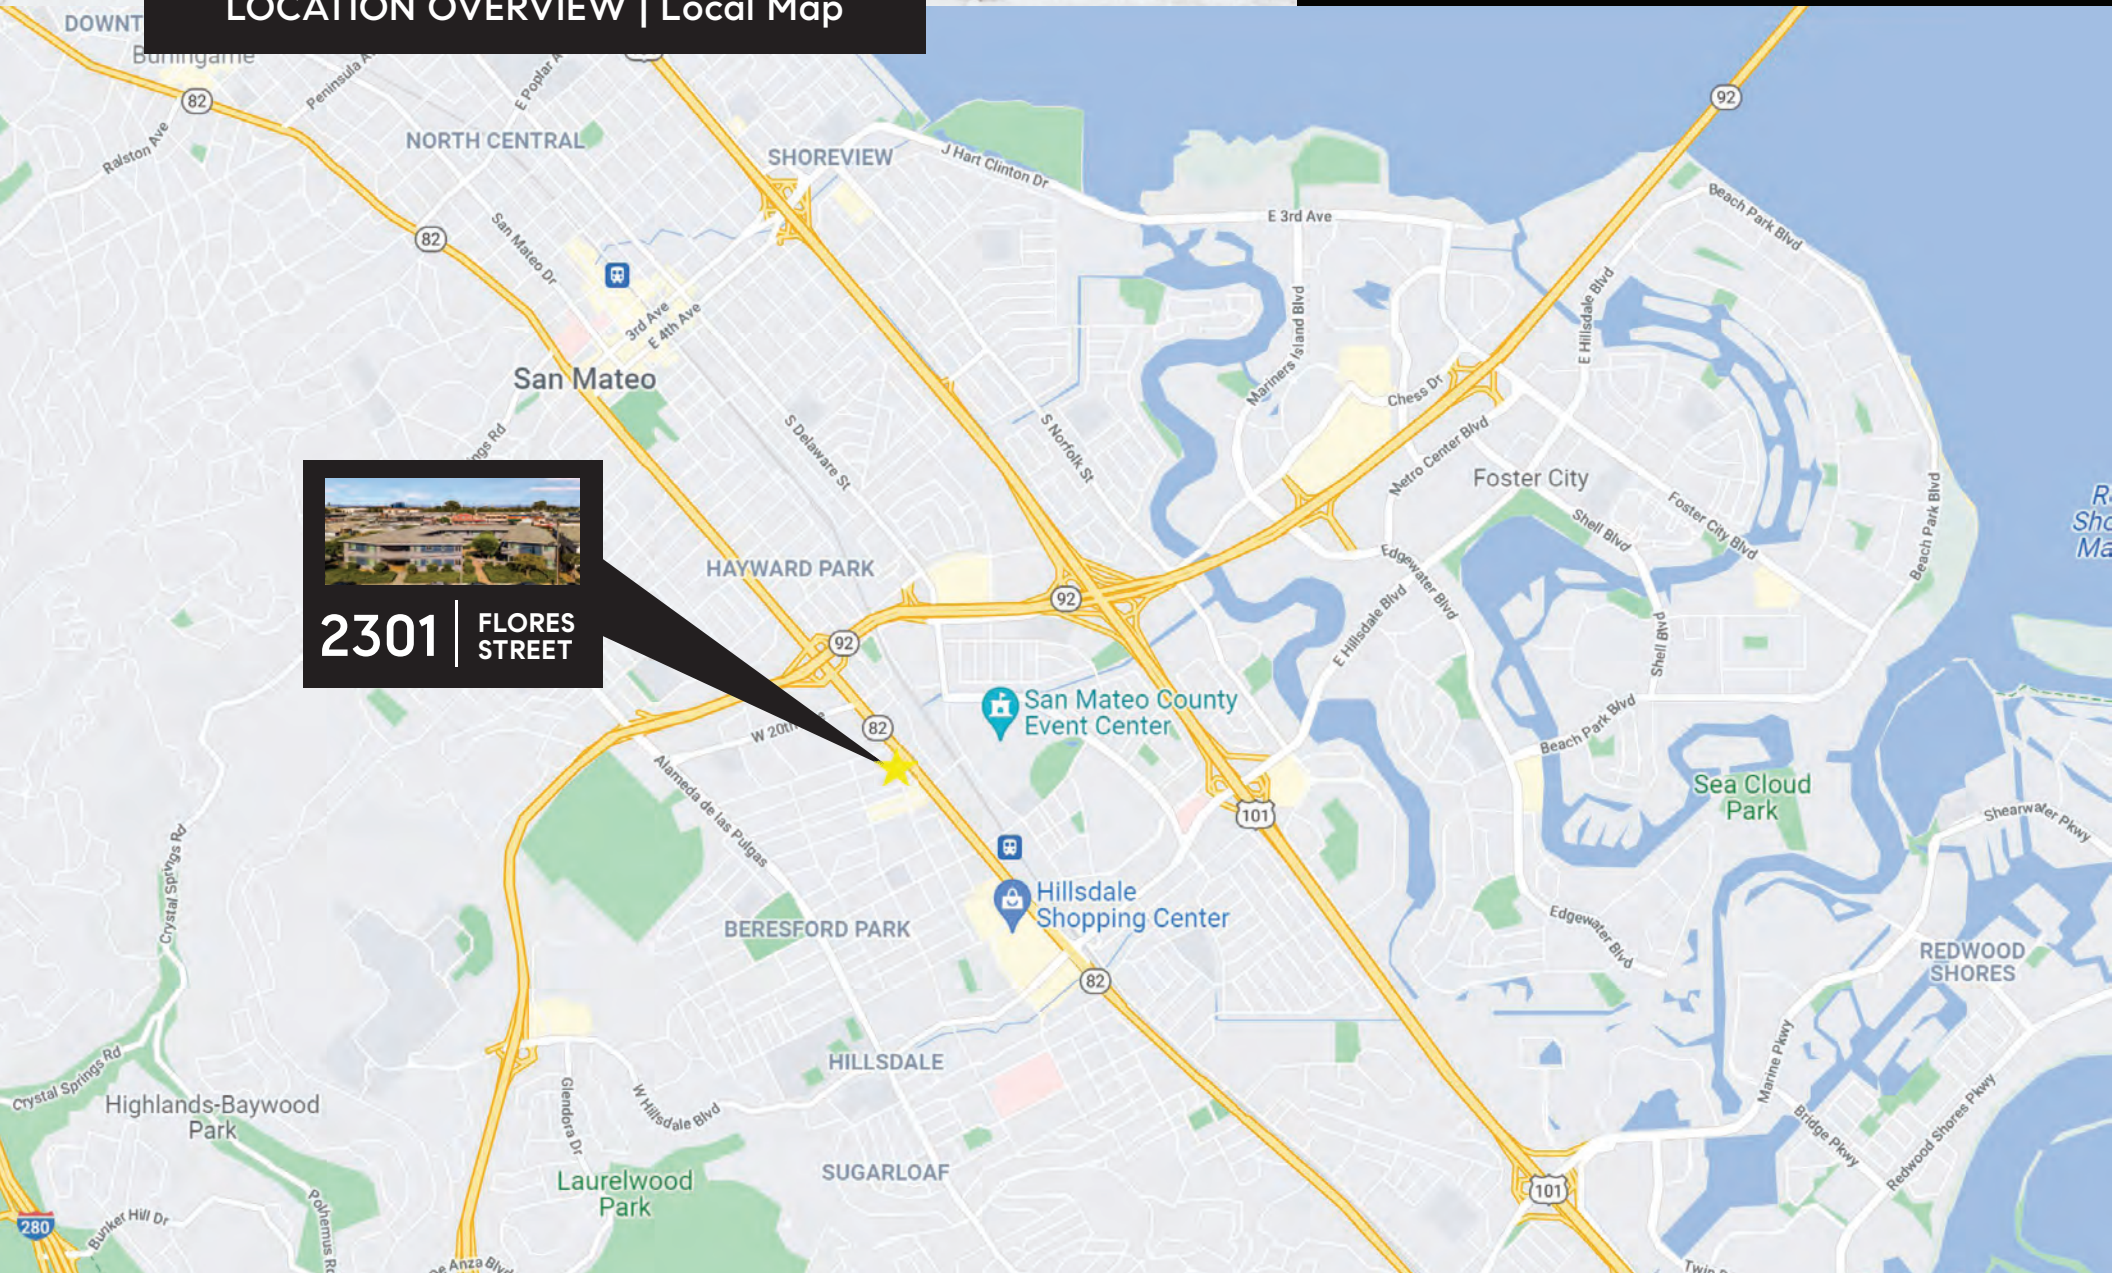 LOCATION OVERVIEW | Local Map
Burlingame
82
Peninsula
E Poplar
Ralston Ave
NORTH CENTRAL
SHOREVIEW
J Hart Clinton Dr
92
Beach Park Blvd
E 3rd Ave
82
San Mateo Dr
3rd Ave
E 4th Ave
San Mateo
Mariners Island Blvd
E Hillsdale Blvd
Chess Dr
Metro Center Blvd
S Delaware St
S Norfolk St
Foster City
Foster City Blvd
Shell Blvd
Beach Park Blvd
HAYWARD PARK
92
Edgewater Blvd
E Hillsdale Blvd
Shell Blvd
2301 | FLORES
STREET
92
82
San Mateo County
Event Center
W 20th
Alameda de las Pulgas
Beach Park Blvd
Sea Cloud
Park
Shearwater Pkwy
101
Crystal Springs Rd
Hillsdale
Shopping Center
BERESFORD PARK
Edgewater Blvd
REDWOOD
SHORES
82
HILLSDALE
Crystal Springs Rd
Highlands-Baywood
Park
Glendora Dr
W Hillsdale Blvd
Marine Pkwy
Bridge Pkwy
Redwood Shores Pkwy
Laurelwood
Park
SUGARLOAF
101
280
Bunker Hill Dr
Polhemus
De Anza Blvd